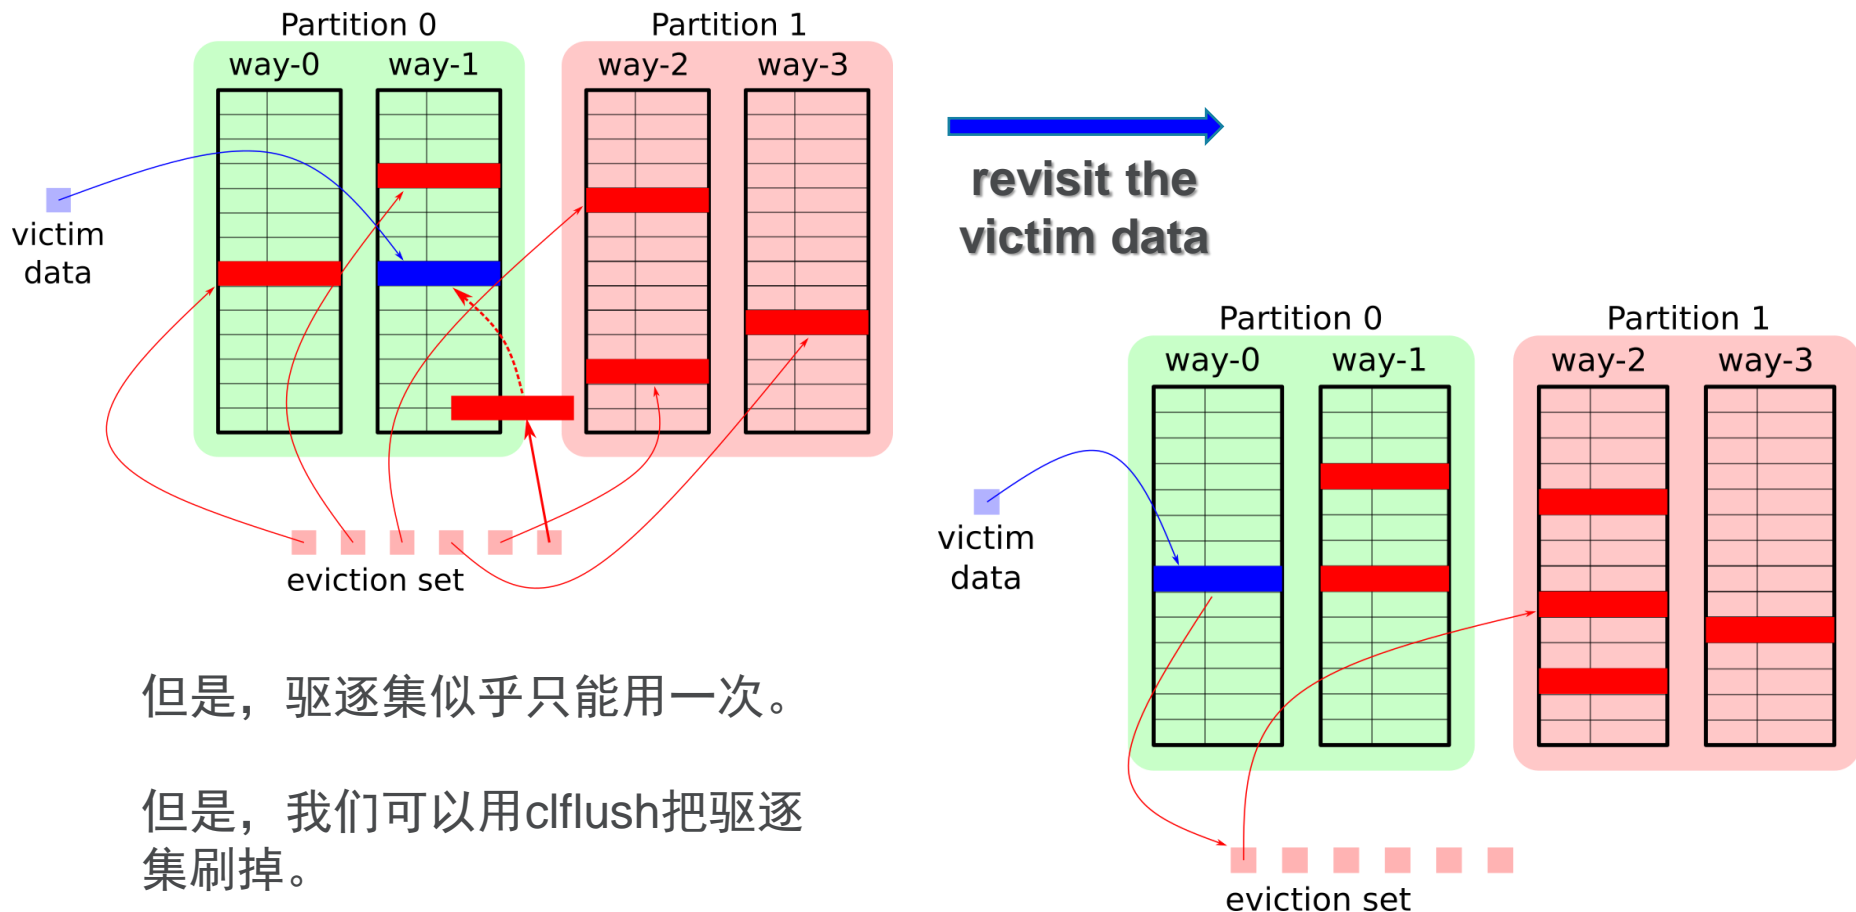 Partition 0
Partition 1
way-0
way-1
way-2
way-3
victim
data
eviction set
revisit the
victim data
Partition 0
Partition 1
way-0
way-1
way-2
way-3
victim
data
eviction set
但是，驱逐集似乎只能用一次。
但是，我们可以用clflush把驱逐
集刷掉。